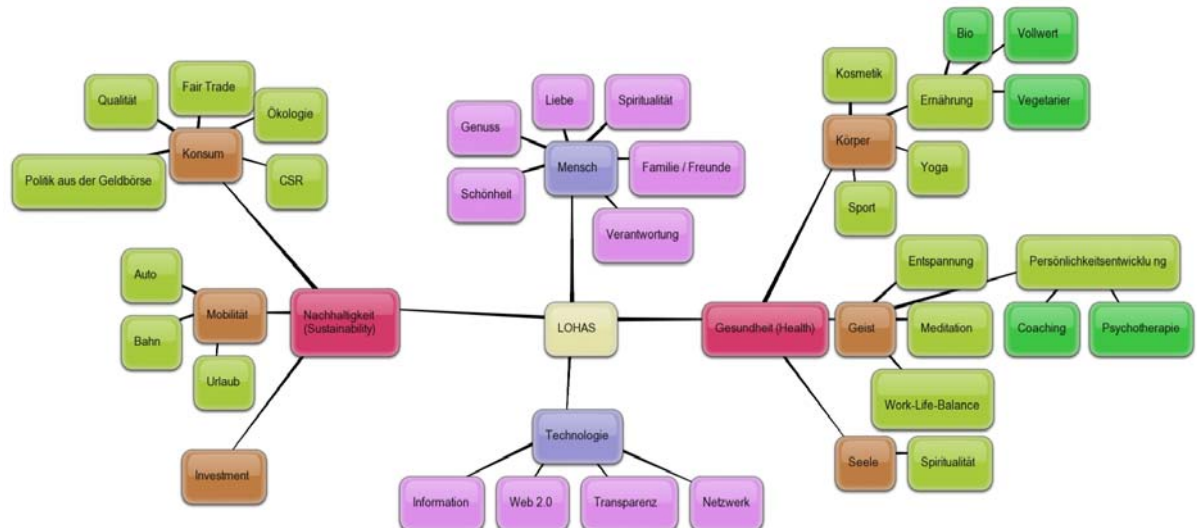 Bio
Vollwert
Fair Trade
Kosmetik
Qualität
Liebe
Spiritualität
Ernährung
Vegetarier
Ökologie
Genuss
Konsum
Körper
Mensch
Familie / Freunde
Yoga
Politik aus der Geldbörse
CSR
Schönheit
Sport
Verantwortung
Entspannung
Persönlichkeitsentwicklu ng
Auto
Mobilität
Nachhaltigkeit
(Sustainability)
LOHAS
Gesundheit (Health)
Geist
Meditation
Coaching
Psychotherapie
Bahn
Urlaub
Work-Life-Balance
Technologie
Seele
Spiritualität
Investment
Information
Web 2.0
Transparenz
Netzwerk